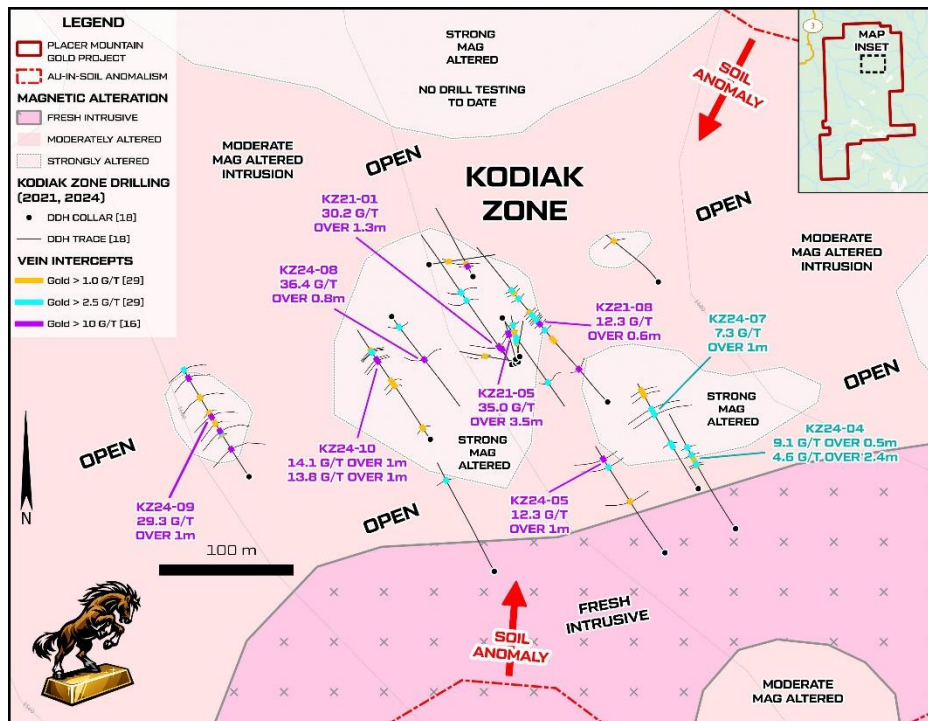 LEGEND
PLACER MOUNTAIN
GOLD PROJECT
AU-IN-SOIL ANOMALISM
MAGNETIC ALTERATION
FRESH INTRUSIVE
MODERATELY ALTERED
STRONGLY ALTERED
KODIAK ZONE DRILLING
(2021, 2024)
DDH COLLAR [18]
DDH TRACE [18]
VEIN INTERCEPTS
Gold > 1.0 G/T [29]
Gold > 2.5 G/T [29]
Gold > 10 G/T [16]
STRONG
MAG
ALTERED
NO DRILL TESTING
TO DATE
SOIL
ANOMALY
3
MAP
INSET
MODERATE
MAG ALTERED
INTRUSION
OPEN
KODIAK
ZONE
OPEN
MODERATE
MAG ALTERED
INTRUSION
KZ21-01
30.2 G/T
OVER 1.3m
KZ24-08
36.4 G/T
OVER 0.8m
KZ21-08
12.3 G/T
OVER 0.6m
KZ24-07
7.3 G/T
OVER 1m
OPEN
KZ21-05
35.0 G/T
OVER 3.5m
STRONG
MAG
ALTERED
KZ24-04
9.1 G/T OVER 0.5m
4.6 G/T OVER 2.4m
OPEN
KZ24-10
14.1 G/T OVER 1m
13.8 G/T OVER 1m
STRONG
MAG
ALTERED
KZ24-05
12.3 G/T
OVER 1m
KZ24-09
29.3 G/T
OVER 1m
OPEN
N
100 m
FRESH
INTRUSIVE
SOIL
ANOMALY
MODERATE
MAG ALTERED